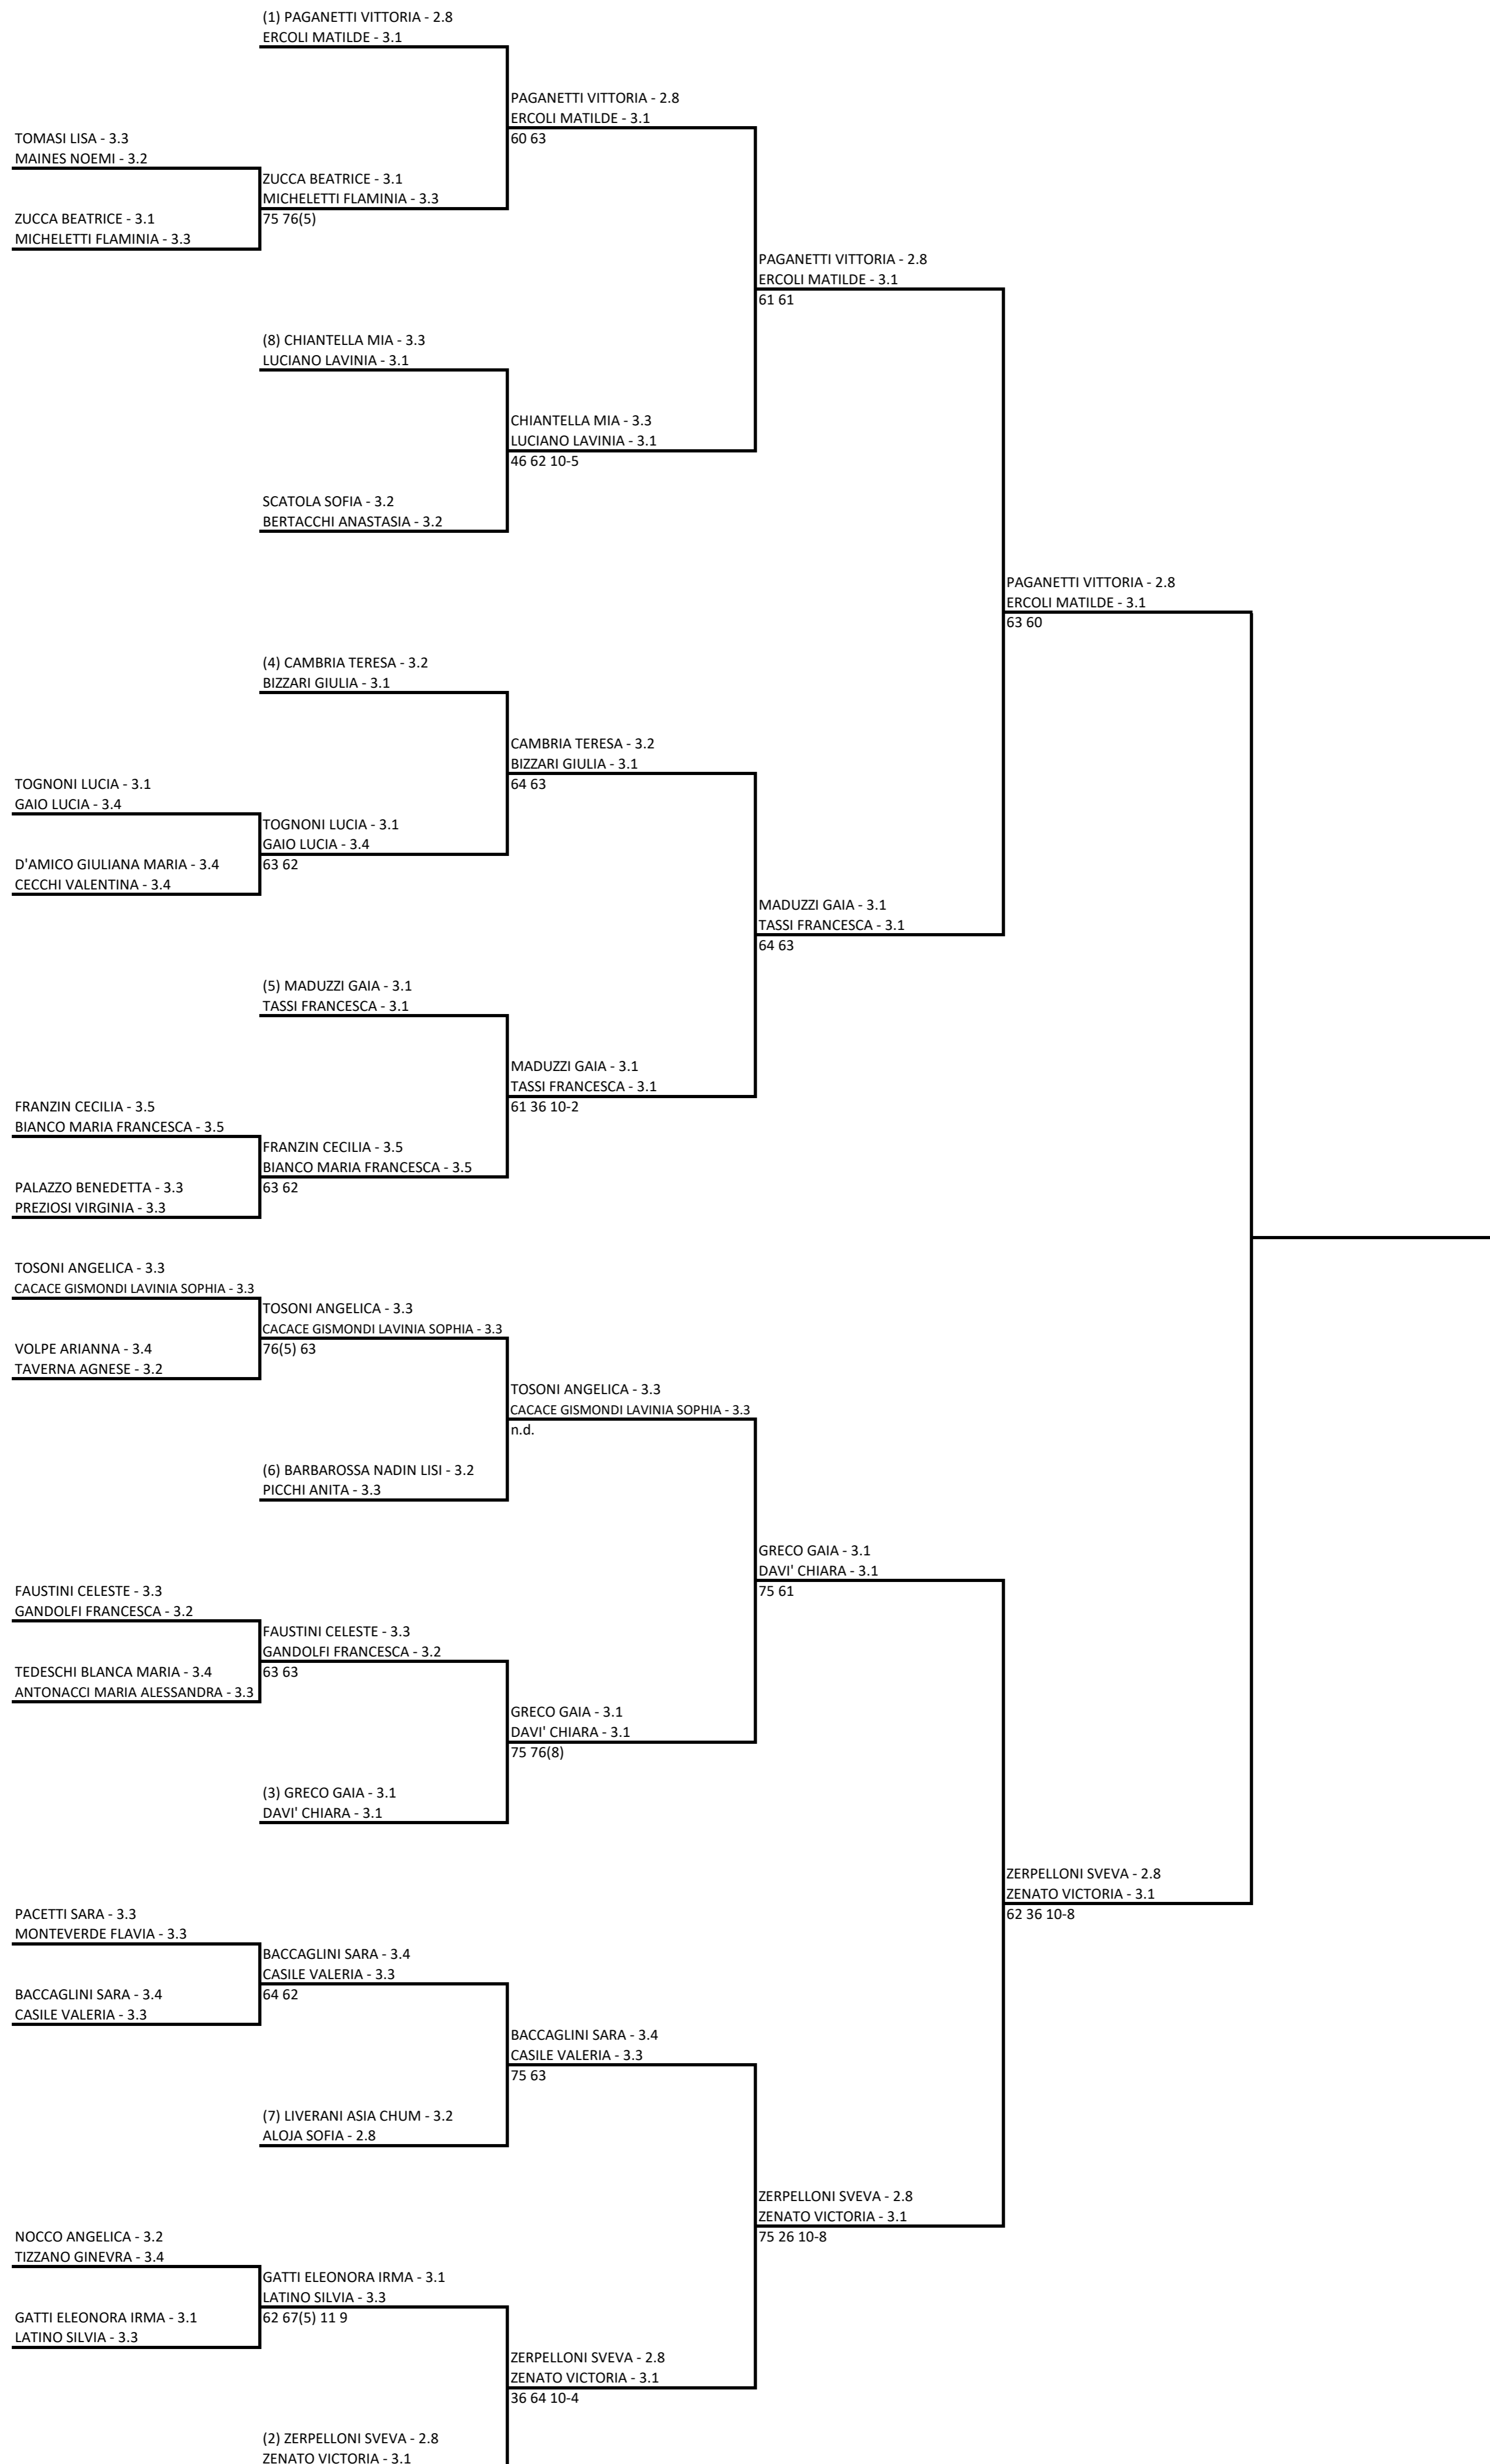 (1) PAGANETTI VITTORIA - 2.8
ERCOLI MATILDE - 3.1
PAGANETTI VITTORIA - 2.8
ERCOLI MATILDE - 3.1
60 63
TOMASI LISA - 3.3
MAINES NOEMI - 3.2
ZUCCA BEATRICE - 3.1
MICHELETTI FLAMINIA - 3.3
75 76(5)
ZUCCA BEATRICE - 3.1
MICHELETTI FLAMINIA - 3.3
PAGANETTI VITTORIA - 2.8
ERCOLI MATILDE - 3.1
61 61
(8) CHIANTELLA MIA - 3.3
LUCIANO LAVINIA - 3.1
CHIANTELLA MIA - 3.3
LUCIANO LAVINIA - 3.1
46 62 10-5
SCATOLA SOFIA - 3.2
BERTACCHI ANASTASIA - 3.2
PAGANETTI VITTORIA - 2.8
ERCOLI MATILDE - 3.1
63 60
(4) CAMBRIA TERESA - 3.2
BIZZARI GIULIA - 3.1
CAMBRIA TERESA - 3.2
BIZZARI GIULIA - 3.1
64 63
TOGNONI LUCIA - 3.1
GAIO LUCIA - 3.4
TOGNONI LUCIA - 3.1
GAIO LUCIA - 3.4
63 62
D'AMICO GIULIANA MARIA - 3.4
CECCHI VALENTINA - 3.4
MADUZZI GAIA - 3.1
TASSI FRANCESCA - 3.1
64 63
(5) MADUZZI GAIA - 3.1
TASSI FRANCESCA - 3.1
MADUZZI GAIA - 3.1
TASSI FRANCESCA - 3.1
61 36 10-2
FRANZIN CECILIA - 3.5
BIANCO MARIA FRANCESCA - 3.5
FRANZIN CECILIA - 3.5
BIANCO MARIA FRANCESCA - 3.5
63 62
PALAZZO BENEDETTA - 3.3
PREZIOSI VIRGINIA - 3.3
TOSONI ANGELICA - 3.3
CACACE GISMONDI LAVINIA SOPHIA - 3.3
TOSONI ANGELICA - 3.3
CACACE GISMONDI LAVINIA SOPHIA - 3.3
76(5) 63
VOLPE ARIANNA - 3.4
TAVERNA AGNESE - 3.2
TOSONI ANGELICA - 3.3
CACACE GISMONDI LAVINIA SOPHIA - 3.3
n.d.
(6) BARBAROSSA NADIN LISI - 3.2
PICCHI ANITA - 3.3
GRECO GAIA - 3.1
DAVI' CHIARA - 3.1
75 61
FAUSTINI CELESTE - 3.3
GANDOLFI FRANCESCA - 3.2
FAUSTINI CELESTE - 3.3
GANDOLFI FRANCESCA - 3.2
63 63
TEDESCHI BLANCA MARIA - 3.4
ANTONACCI MARIA ALESSANDRA - 3.3
GRECO GAIA - 3.1
DAVI' CHIARA - 3.1
75 76(8)
(3) GRECO GAIA - 3.1
DAVI' CHIARA - 3.1
ZERPELLONI SVEVA - 2.8
ZENATO VICTORIA - 3.1
62 36 10-8
PACETTI SARA - 3.3
MONTEVERDE FLAVIA - 3.3
BACCAGLINI SARA - 3.4
CASILE VALERIA - 3.3
64 62
BACCAGLINI SARA - 3.4
CASILE VALERIA - 3.3
BACCAGLINI SARA - 3.4
CASILE VALERIA - 3.3
75 63
(7) LIVERANI ASIA CHUM - 3.2
ALOJA SOFIA - 2.8
ZERPELLONI SVEVA - 2.8
ZENATO VICTORIA - 3.1
75 26 10-8
NOCCO ANGELICA - 3.2
TIZZANO GINEVRA - 3.4
GATTI ELEONORA IRMA - 3.1
LATINO SILVIA - 3.3
62 67(5) 11 9
GATTI ELEONORA IRMA - 3.1
LATINO SILVIA - 3.3
ZERPELLONI SVEVA - 2.8
ZENATO VICTORIA - 3.1
36 64 10-4
(2) ZERPELLONI SVEVA - 2.8
ZENATO VICTORIA - 3.1